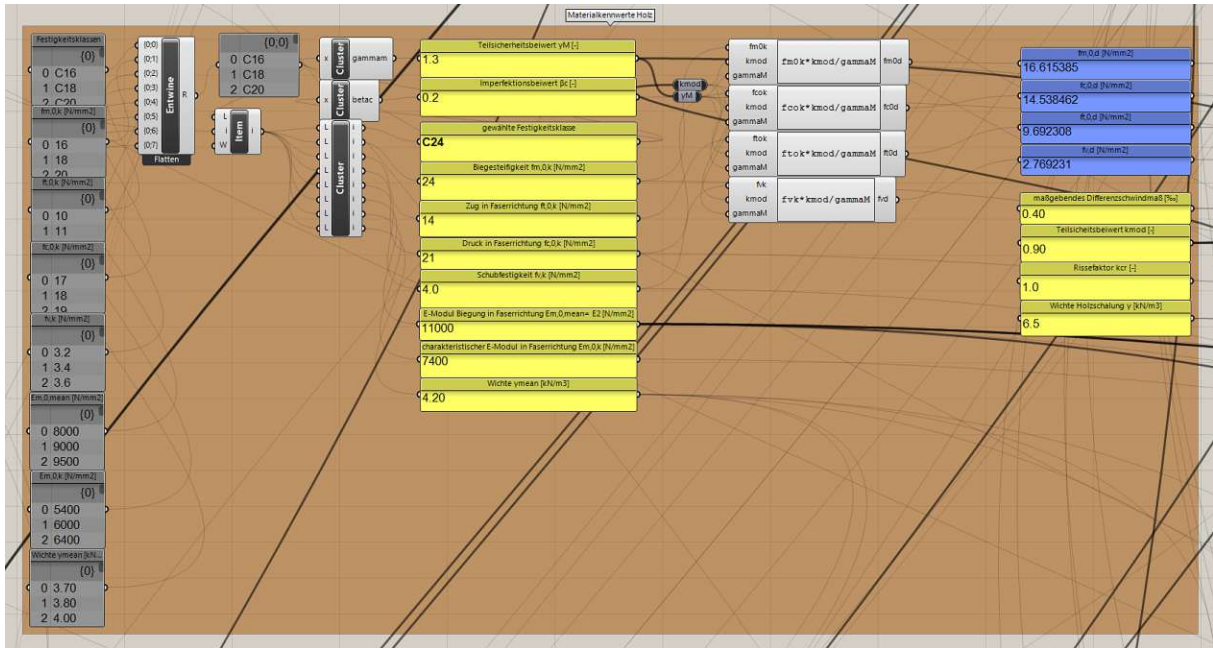 Materialkennwerte Holz
Festigkeitsklassen
{0}
0 C16
1 C18
2 C20
fm,0,k [N/mm2]
{0}
0 16
1 18
2 20
ft,0,k [N/mm2]
{0}
0 10
1 11
fc,0,k [N/mm2]
{0}
0 17
1 18
2 19
fv,k [N/mm2]
{0}
0 3.2
1 3.4
2 3.6
Em,0,mean [N/mm2]
{0}
0 8000
1 9000
2 9500
Em,0,k [N/mm2]
{0}
0 5400
1 6000
2 6400
Wichte γmean [kN...
{0}
0 3.70
1 3.80
2 4.00
{0;0}
{0;1}
{0;2}
{0;3}
{0;4}
{0;5}
{0;6}
{0;7}
Entwine
R
Flatten
{0;0}
0 C16
1 C18
2 C20
L
i
W
Item
i
x
Cluster
gammam
x
Cluster
betac
L
L
L
L
L
L
L
L
Cluster
i
i
i
i
i
i
i
i
Teilsicherheitsbeiwert γM [-]
1.3
Imperfektionsbeiwert βc [-]
0.2
gewählte Festigkeitsklasse
C24
Biegesteifigkeit fm,0,k [N/mm2]
24
Zug in Faserrichtung ft,0,k [N/mm2]
14
Druck in Faserrichtung fc,0,k [N/mm2]
21
Schubfestigkeit fv,k [N/mm2]
4.0
E-Modul Biegung in Faserrichtung Em,0,mean= E2 [N/mm2]
11000
charakteristischer E-Modul in Faserrichtung Em,0,k [N/mm2]
7400
Wichte γmean [kN/m3]
4.20
kmod
γM
fm0k
kmod
gammaM
fm0k*kmod/gammaM
fm0d
fcok
kmod
gammaM
fcok*kmod/gammaM
fc0d
ftok
kmod
gammaM
ftok*kmod/gammaM
ft0d
fvk
kmod
gammaM
fvk*kmod/gammaM
fvd
fm,0,d [N/mm2]
16.615385
fc,0,d [N/mm2]
14.538462
ft,0,d [N/mm2]
9.692308
fv,d [N/mm2]
2.769231
maßgebendes Differenzschwindmaß [‰]
0.40
Teilsicheitsbeiwert kmod [-]
0.90
Rissefaktor kcr [-]
1.0
Wichte Holzschalung γ [kN/m3]
6.5